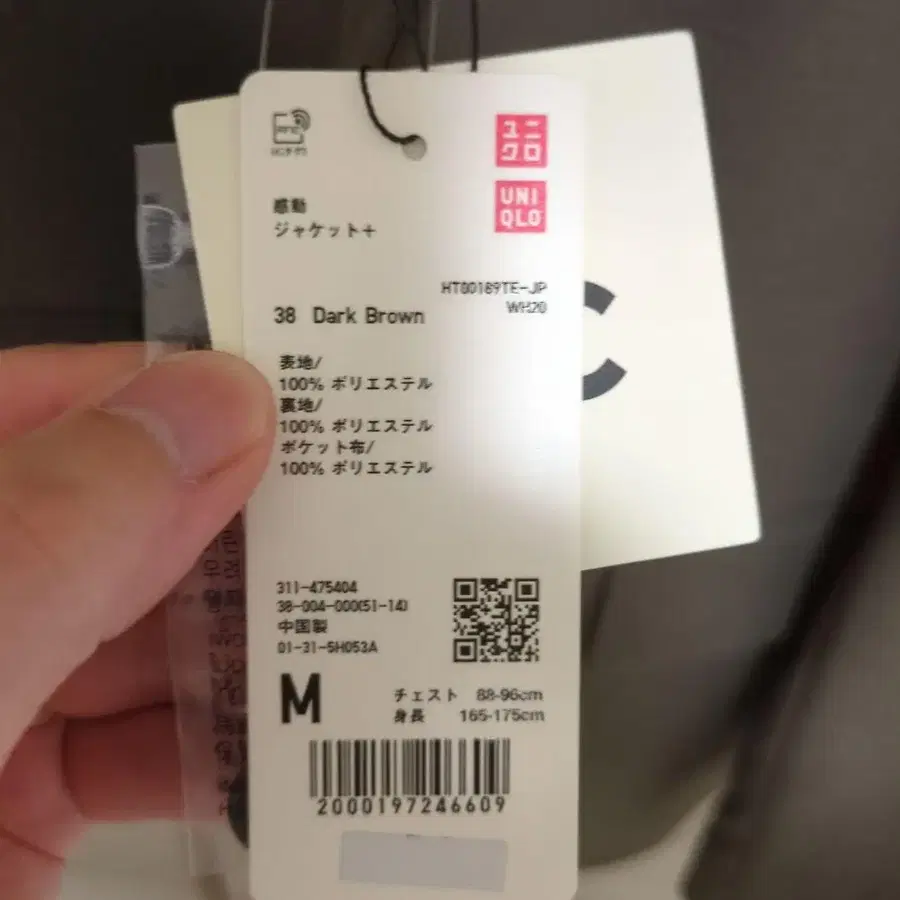 ユニ
クロ
UNI
QLO
感動
ジャケット+
HT00189TE-JP
WH20
38 Dark Brown
表地/
100% ポリエステル
裏地/
100% ポリエステル
ポケット布/
100% ポリエステル
311-475404
38-004-000(51-14)
中国製
01-31-5H053A
M
チェスト 88-96cm
身長 165-175cm
2000197246609
C